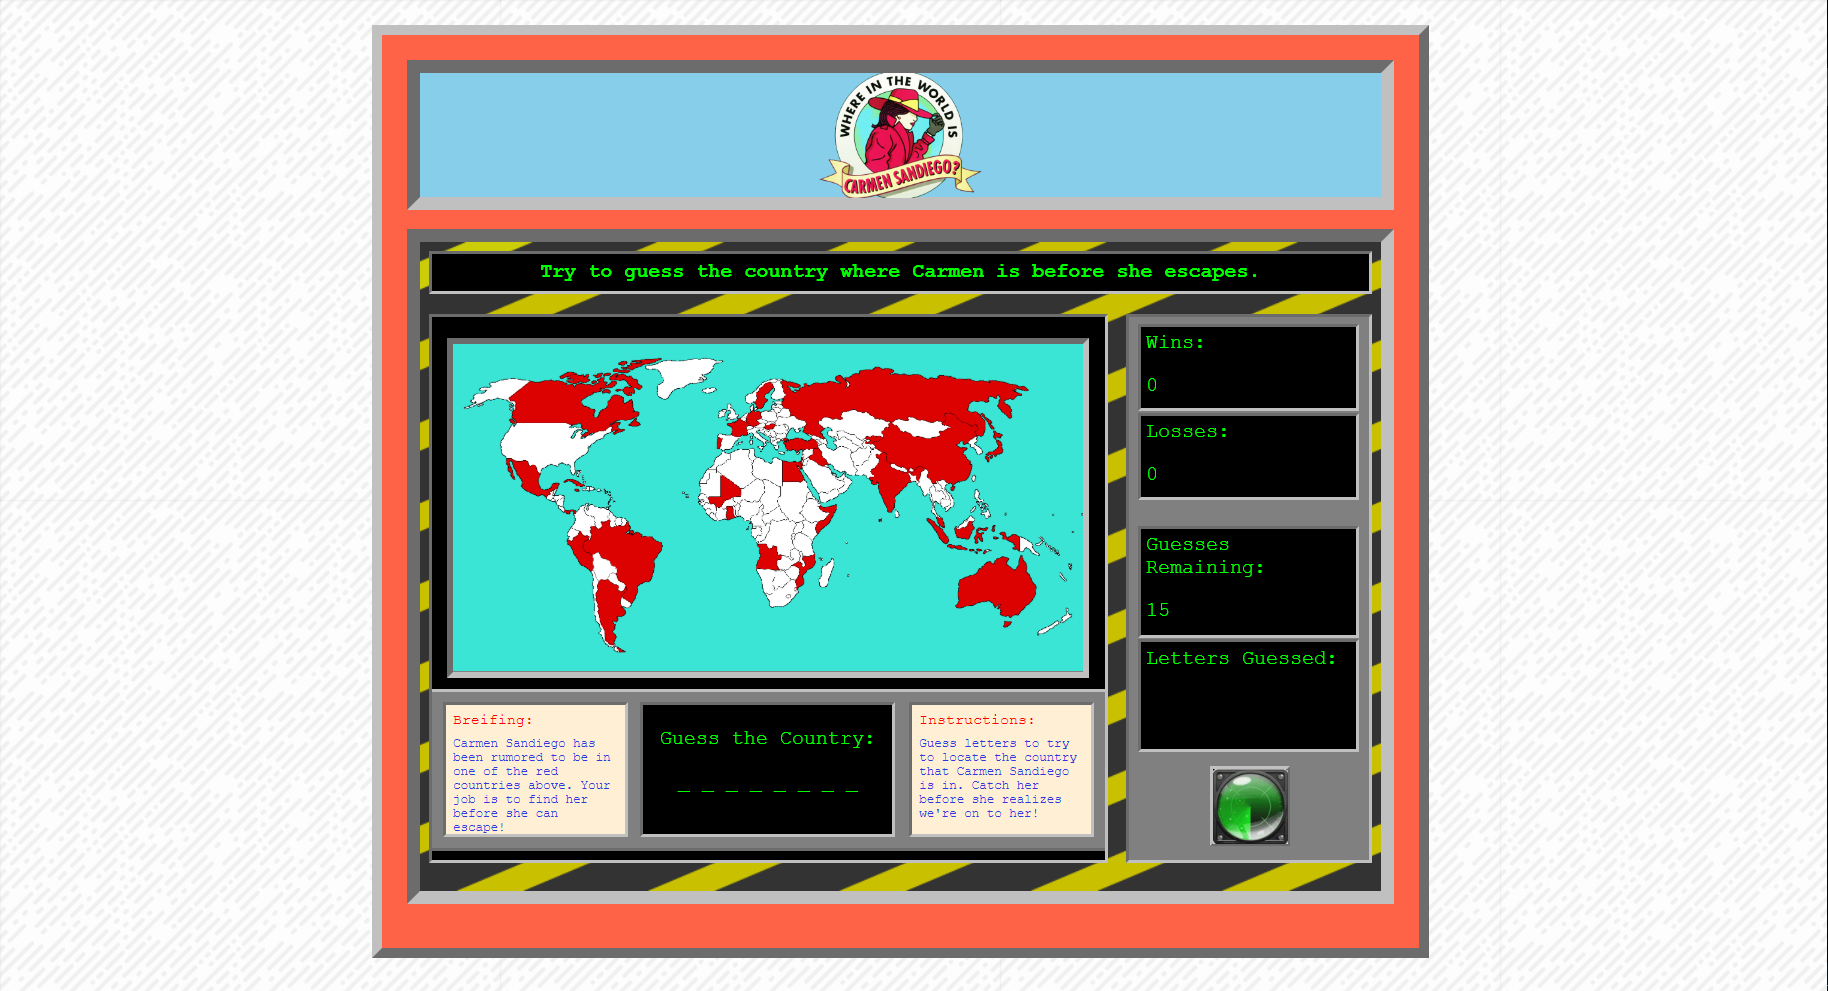 WHERE IN THE WORLD IS
CARMEN SANDIEGO?
Try to guess the country where Carmen is before she escapes.
Wins:
0
Losses:
0
Guesses
Remaining:
15
Letters Guessed:
Breifing:
Carmen Sandiego has
been rumored to be in
one of the red
countries above. Your
job is to find her
before she can
escape!
Guess the Country:
_ _ _ _ _ _ _ _
Instructions:
Guess letters to try
to locate the country
that Carmen Sandiego
is in. Catch her
before she realizes
we're on to her!